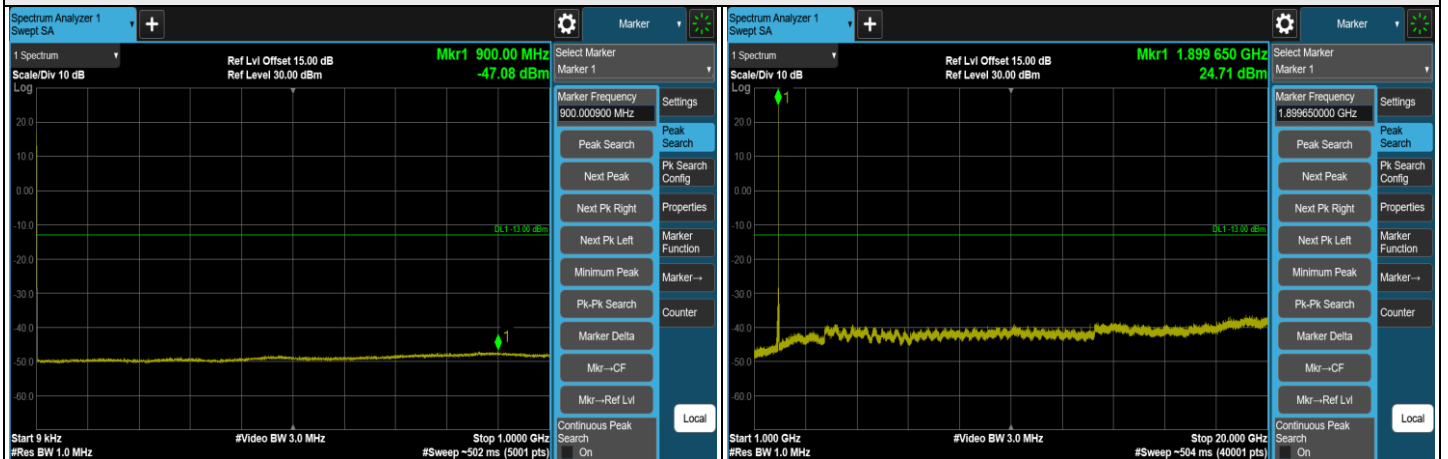 Spectrum Analyzer 1
Swept SA
+
Marker
1 Spectrum
Scale/Div 10 dB
Log
Ref Lvl Offset 15.00 dB
Ref Level 30.00 dBm
Mkr1 900.00 MHz
-47.08 dBm
20.0
10.0
0.00
-10.0
-20.0
-30.0
-40.0
-50.0
-60.0
DL1 -13.00 dBm
1
Start 9 kHz
#Res BW 1.0 MHz
#Video BW 3.0 MHz
Stop 1.0000 GHz
#Sweep ~502 ms (5001 pts)
Select Marker
Marker 1
Marker Frequency
900.000900 MHz
Peak Search
Next Peak
Next Pk Right
Next Pk Left
Minimum Peak
Pk-Pk Search
Marker Delta
Mkr→CF
Mkr→Ref Lvl
Continuous Peak
Search
On
Settings
Peak
Search
Pk Search
Config
Properties
Marker
Function
Marker→
Counter
Local
Spectrum Analyzer 1
Swept SA
+
Marker
1 Spectrum
Scale/Div 10 dB
Log
Ref Lvl Offset 15.00 dB
Ref Level 30.00 dBm
Mkr1 1.899 650 GHz
24.71 dBm
1
20.0
10.0
0.00
-10.0
-20.0
-30.0
-40.0
-50.0
-60.0
DL1 -13.00 dBm
Start 1.000 GHz
#Res BW 1.0 MHz
#Video BW 3.0 MHz
Stop 20.000 GHz
#Sweep ~504 ms (40001 pts)
Select Marker
Marker 1
Marker Frequency
1.899650000 GHz
Peak Search
Next Peak
Next Pk Right
Next Pk Left
Minimum Peak
Pk-Pk Search
Marker Delta
Mkr→CF
Mkr→Ref Lvl
Continuous Peak
Search
On
Settings
Peak
Search
Pk Search
Config
Properties
Marker
Function
Marker→
Counter
Local